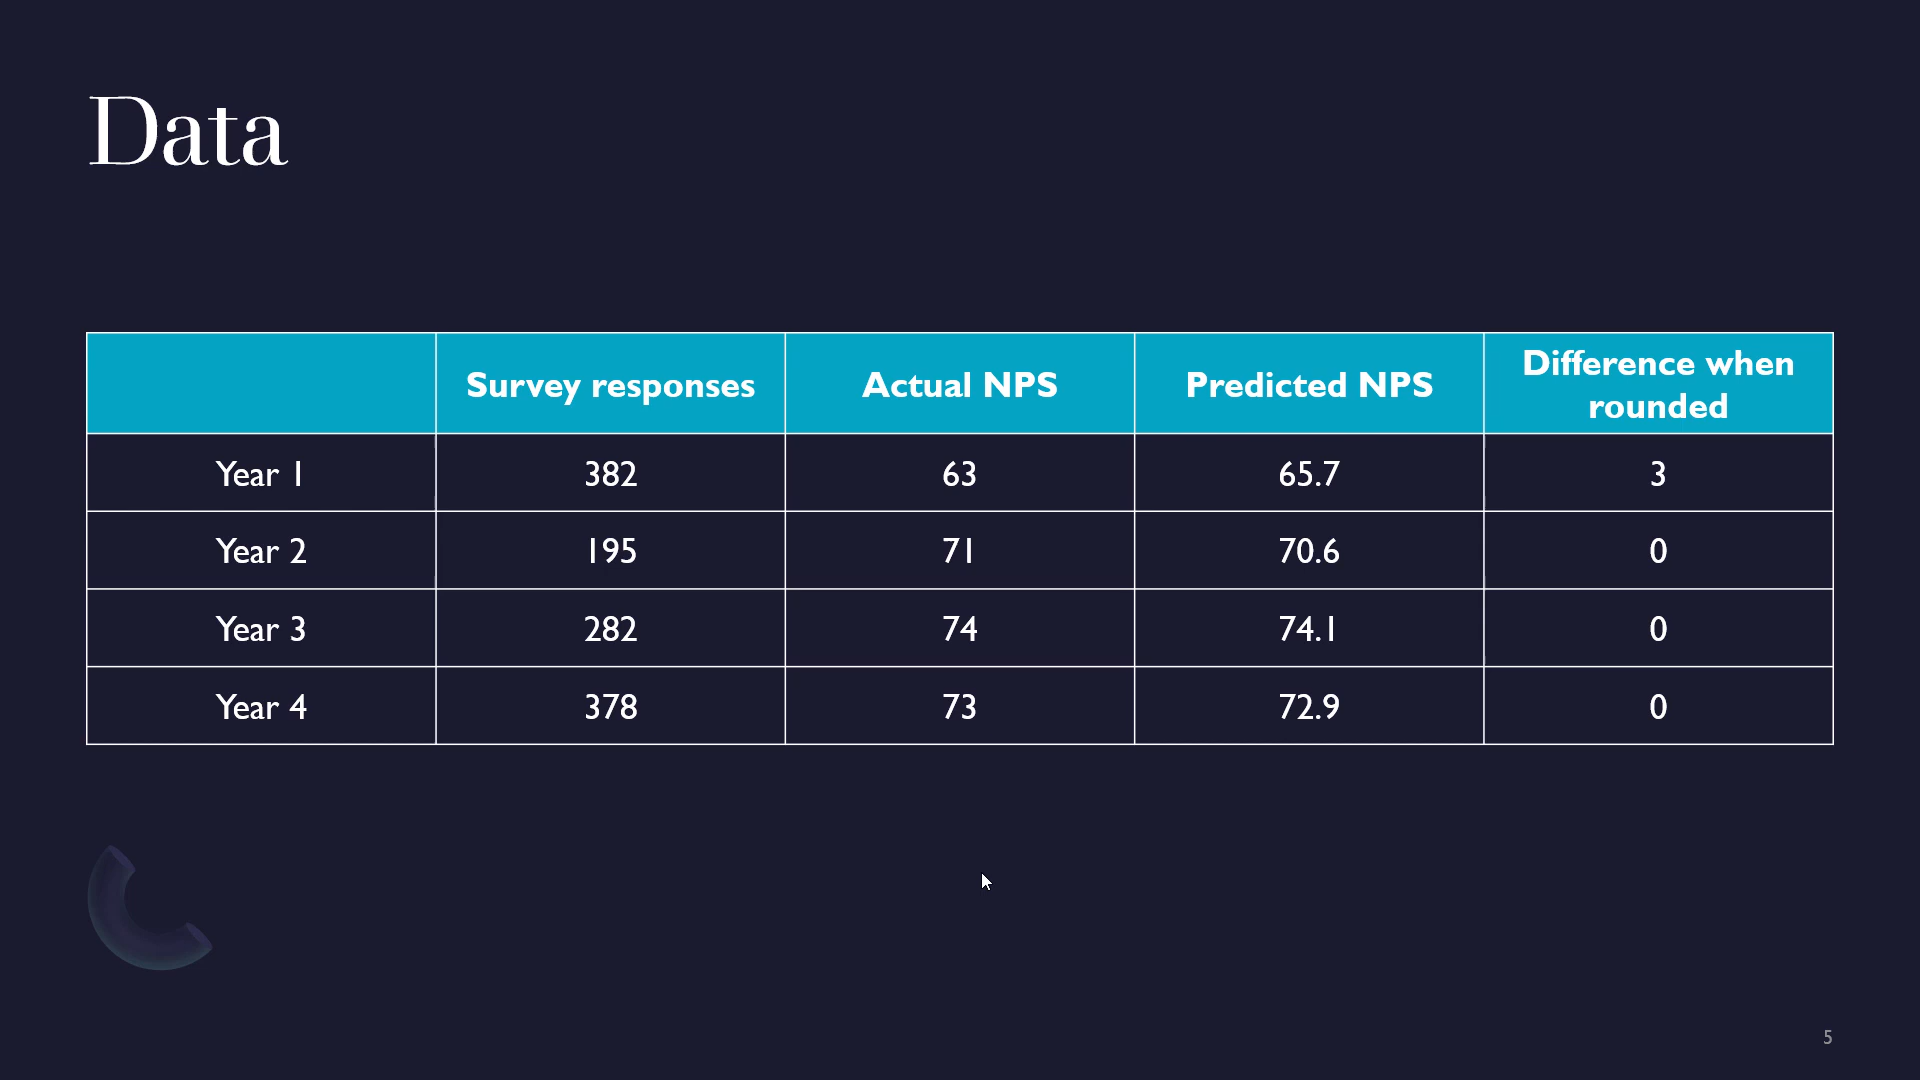 Data
Survey responses Actual NPS Predicted NPS Difference when
rounded
Year 1 382 63 65.7 3
Year 2 195 71 70.6 0
Year 3 282 74 74.1 0
Year 4 378 73 72.9 0
5